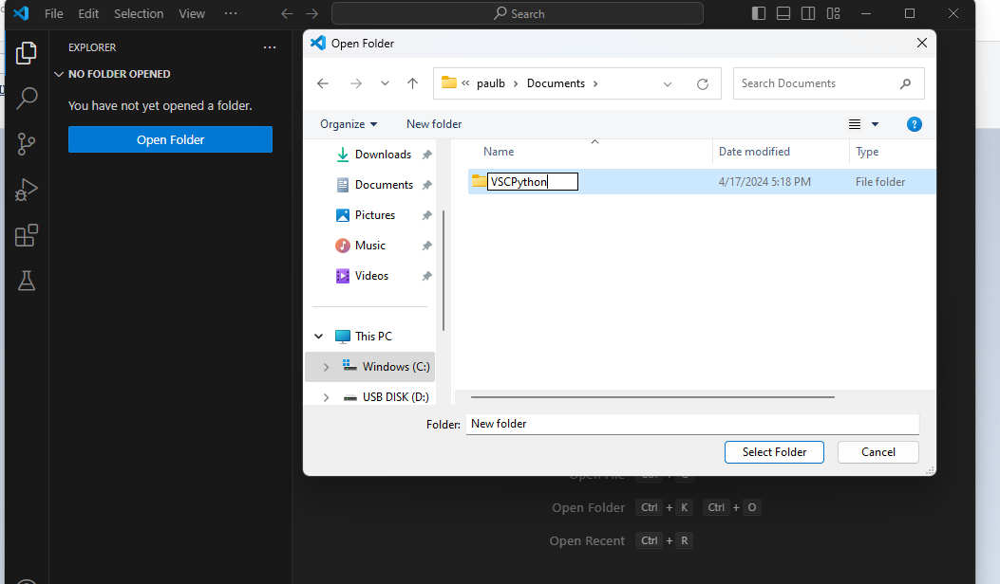 File Edit Selection View ··· Search
EXPLORER ···
NO FOLDER OPENED
You have not yet opened a folder.
Open Folder
Open Folder
« paulb › Documents ›
Search Documents
Organize New folder
?
Downloads
Documents
Pictures
Music
Videos
This PC
Windows (C:)
USB DISK (D:)
Name Date modified Type
VSCPython 4/17/2024 5:18 PM File folder
Folder: New folder
Select Folder Cancel
Open Folder Ctrl + K Ctrl + O
Open Recent Ctrl + R